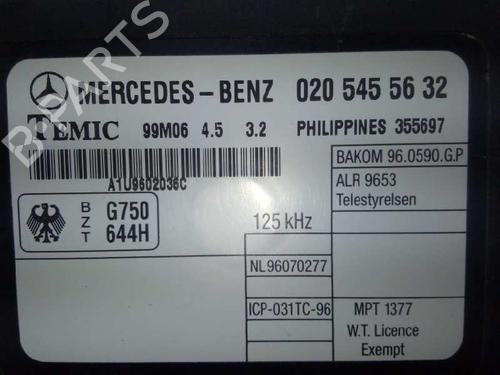 B-PARTS
MERCEDES-BENZ 020 545 56 32
TEMIC 99M06 4.5 3.2 PHILIPPINES 355697
A1U9602036C
BZT G750 644H
125 kHz
BAKOM 96.0590.G.P
ALR 9653
Telestyrelsen
NL96070277
ICP-031TC-96
MPT 1377
W.T. Licence
Exempt